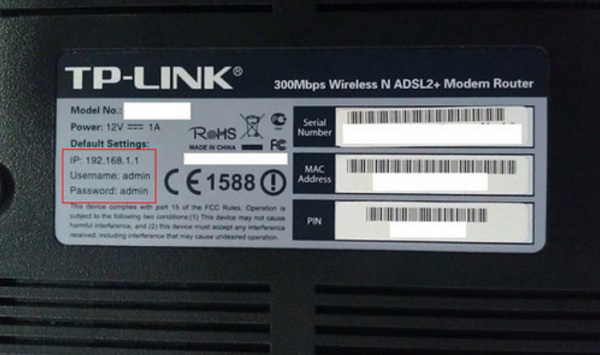 TP-LINK®
300Mbps Wireless N ADSL2+ Modem Router
Model No.:
Power: 12V ⎓ 1A
Default Settings:
IP: 192.168.1.1
Username: admin
Password: admin
RoHS
MADE IN CHINA
FC
CE1588
Serial Number
MAC Address
PIN
This device complies with part 15 of the FCC Rules. Operation is
subject to the following two conditions:(1) This device may not cause
harmful interference, and (2) this device must accept any interference
received, including interference that may cause undesired operation.